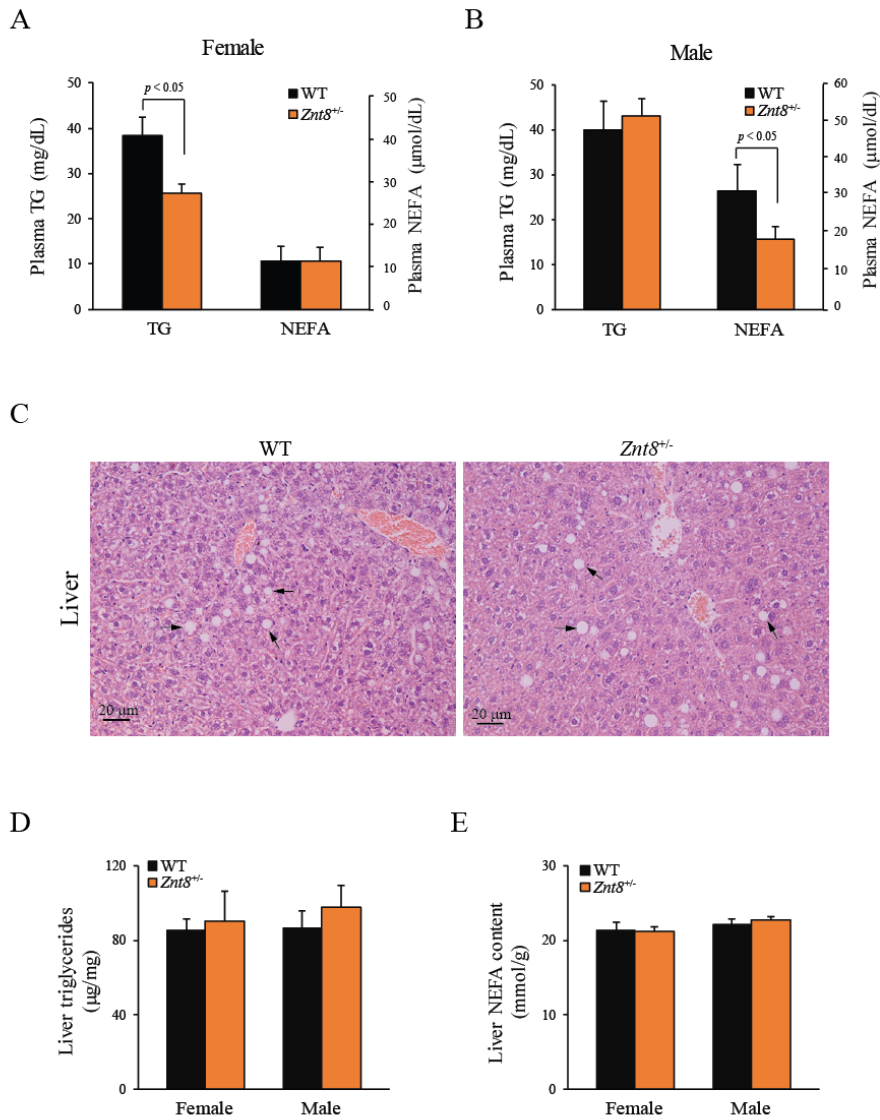 A
Female
Plasma TG (mg/dL)
50
40
30
20
10
0
p < 0.05
WT
Znt8+/-
50
40
30
20
10
0
Plasma NEFA (μmol/dL)
TG NEFA
B
Male
Plasma TG (mg/dL)
50
40
30
20
10
0
WT
Znt8+/-
p < 0.05
60
50
40
30
20
10
0
Plasma NEFA (μmol/dL)
TG NEFA
C
WT
Znt8+/-
Liver
20 μm
20 μm
D
Liver triglycerides
(μg/mg)
120
80
40
0
WT
Znt8+/-
Female Male
E
Liver NEFA content
(mmol/g)
30
20
10
0
WT
Znt8+/-
Female Male